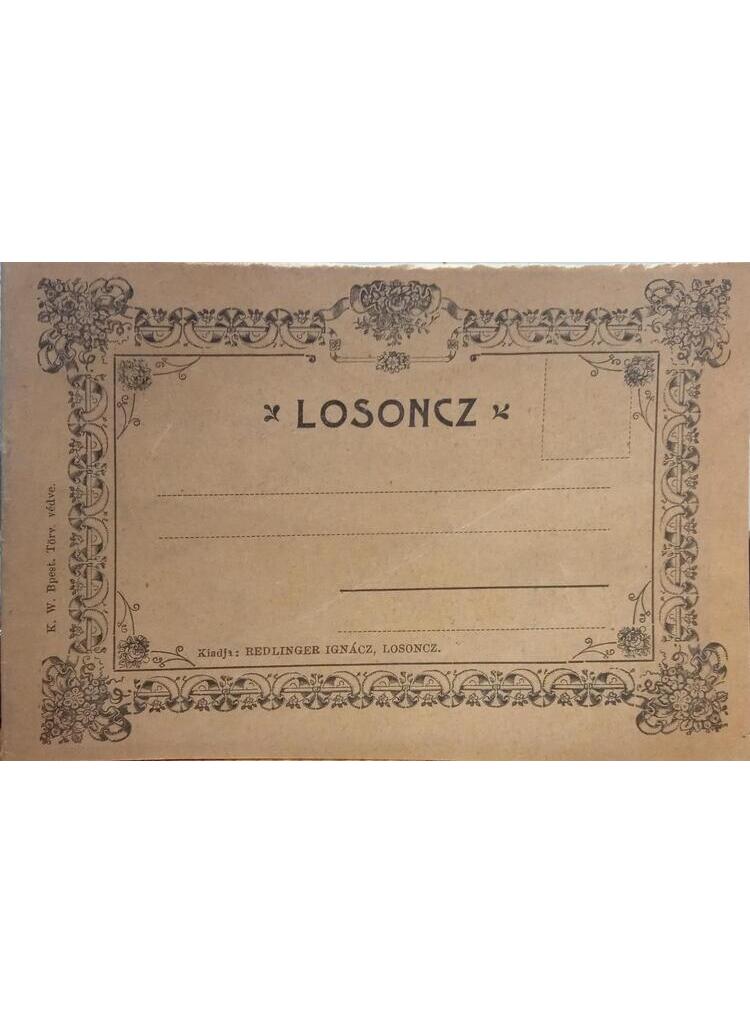 LOSONCZ
K. W. Bpest. Törv. védve.
Kiadja: REDLINGER IGNÁCZ, LOSONCZ.